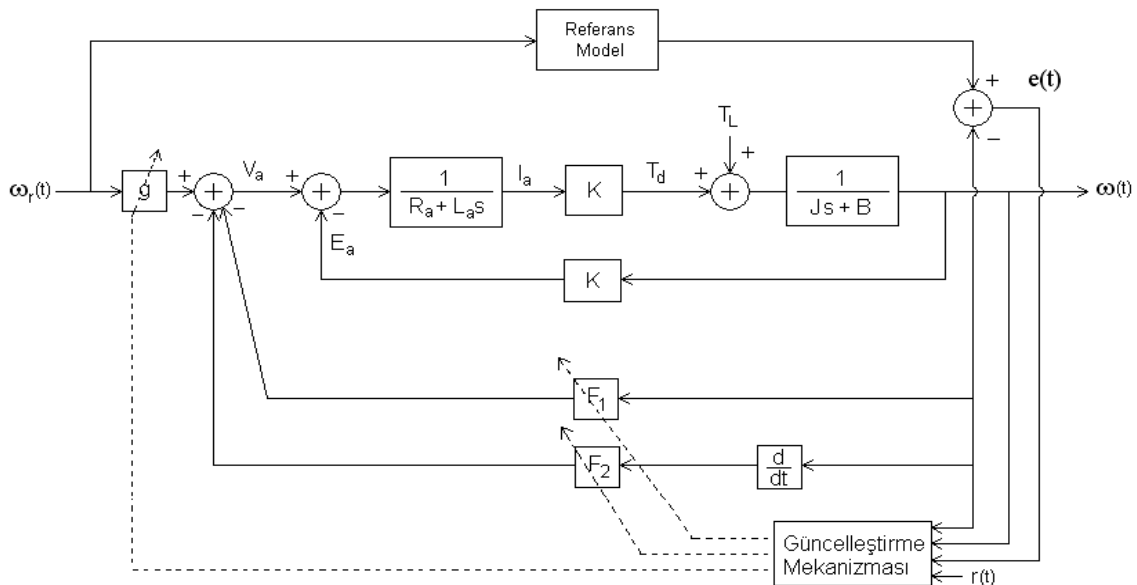 Referans
Model
e(t)
+
+
−
T_L
+
ω_r(t)
g
+
+
−
−
V_a
+
+
−
E_a
1
R_a + L_a s
I_a
K
T_d
+
+
1
Js + B
ω(t)
K
F_1
F_2
d
dt
Güncelleştirme
Mekanizması
r(t)